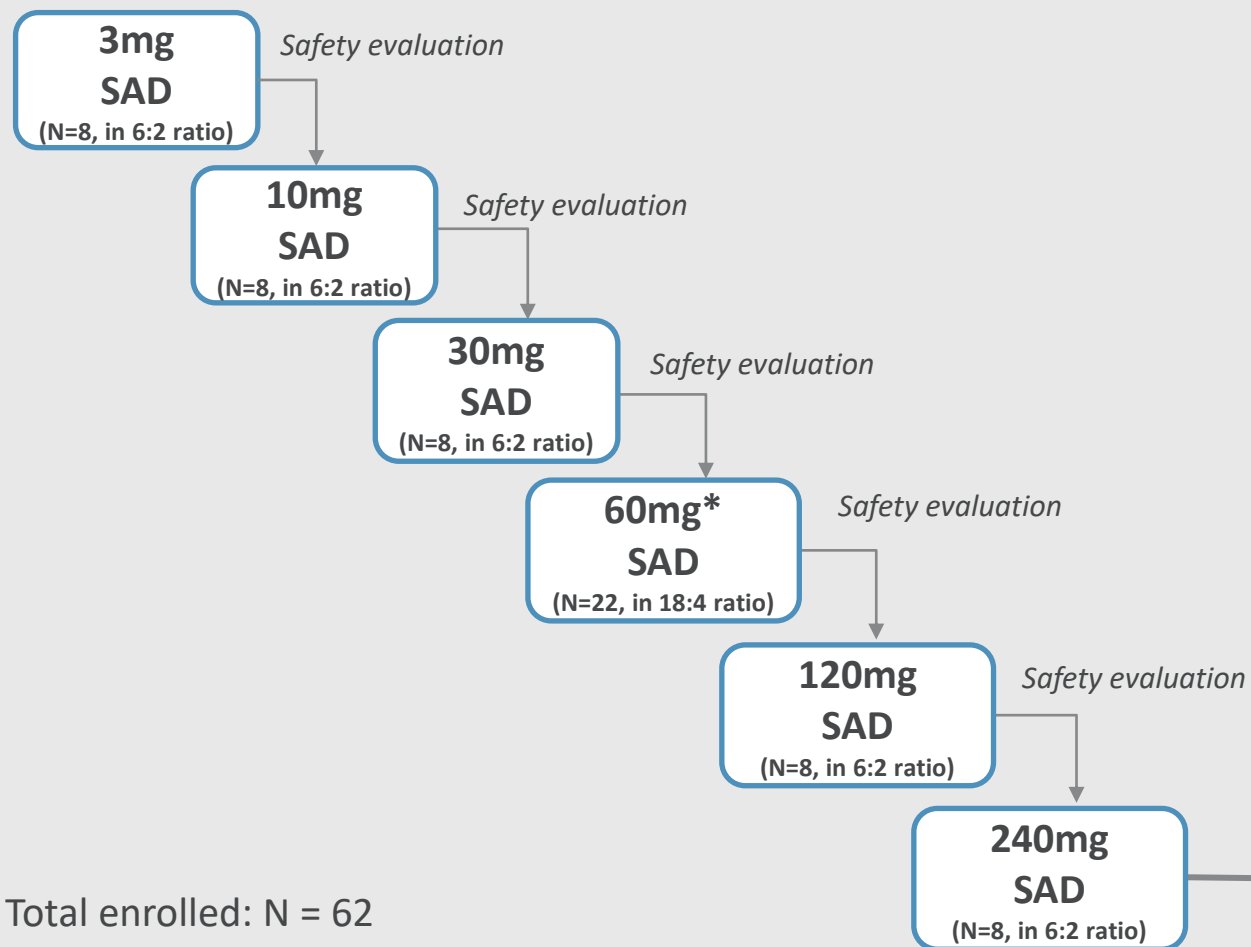 3mg
SAD
(N=8, in 6:2 ratio)
Safety evaluation
10mg
SAD
(N=8, in 6:2 ratio)
Safety evaluation
30mg
SAD
(N=8, in 6:2 ratio)
Safety evaluation
60mg*
SAD
(N=22, in 18:4 ratio)
Safety evaluation
120mg
SAD
(N=8, in 6:2 ratio)
Safety evaluation
240mg
SAD
(N=8, in 6:2 ratio)
Total enrolled: N = 62